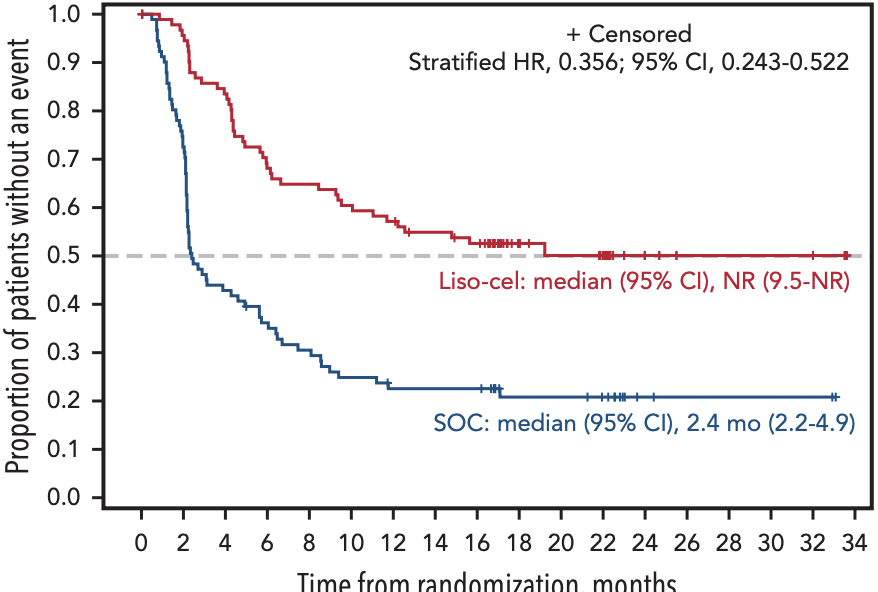 + Censored
Stratified HR, 0.356; 95% CI, 0.243-0.522
Proportion of patients without an event
1.0
0.9
0.8
0.7
0.6
0.5
0.4
0.3
0.2
0.1
0.0
Liso-cel: median (95% CI), NR (9.5-NR)
SOC: median (95% CI), 2.4 mo (2.2-4.9)
0 2 4 6 8 10 12 14 16 18 20 22 24 26 28 30 32 34
Time from randomization, months